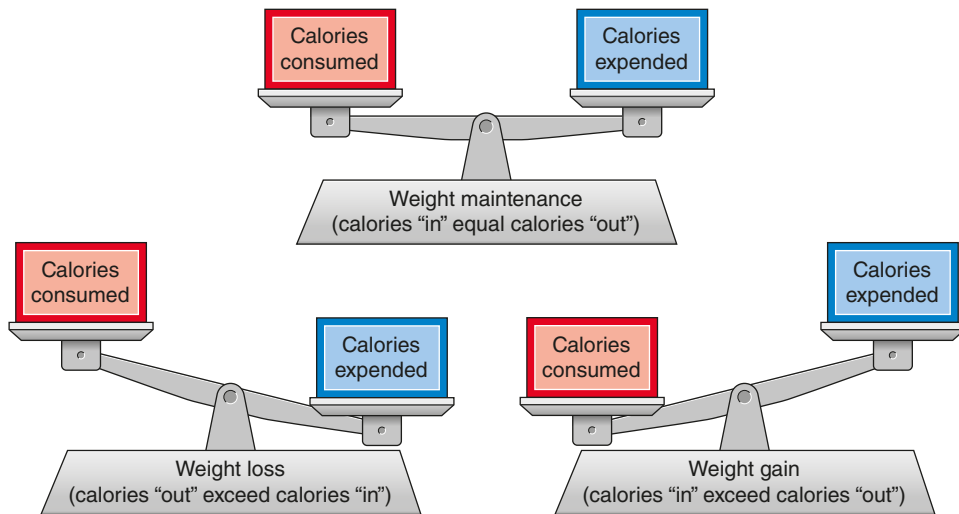 Calories
consumed
Calories
expended
Weight maintenance
(calories “in” equal calories “out”)
Calories
consumed
Calories
expended
Weight loss
(calories “out” exceed calories “in”)
Calories
expended
Calories
consumed
Weight gain
(calories “in” exceed calories “out”)